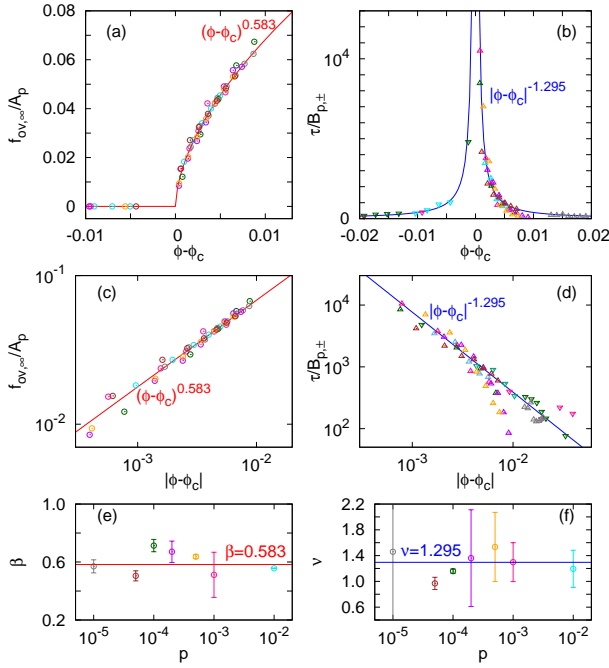 (a)
(ϕ-ϕc)^0.583
f_ov,∞/A_p
0.08
0.06
0.04
0.02
0
-0.01
0
0.01
ϕ-ϕc
(b)
|ϕ-ϕc|^-1.295
τ/B_p,±
10^4
0
-0.02
-0.01
0
0.01
0.02
ϕ-ϕc
(c)
(ϕ-ϕc)^0.583
f_ov,∞/A_p
10^-1
10^-2
10^-3
10^-2
|ϕ-ϕc|
(d)
|ϕ-ϕc|^-1.295
τ/B_p,±
10^4
10^3
10^2
10^-3
10^-2
|ϕ-ϕc|
(e)
β=0.583
β
1.0
0.8
0.6
0.4
0.2
10^-5
10^-4
10^-3
10^-2
p
(f)
ν=1.295
ν
2.2
1.8
1.4
1.0
0.6
10^-5
10^-4
10^-3
10^-2
p